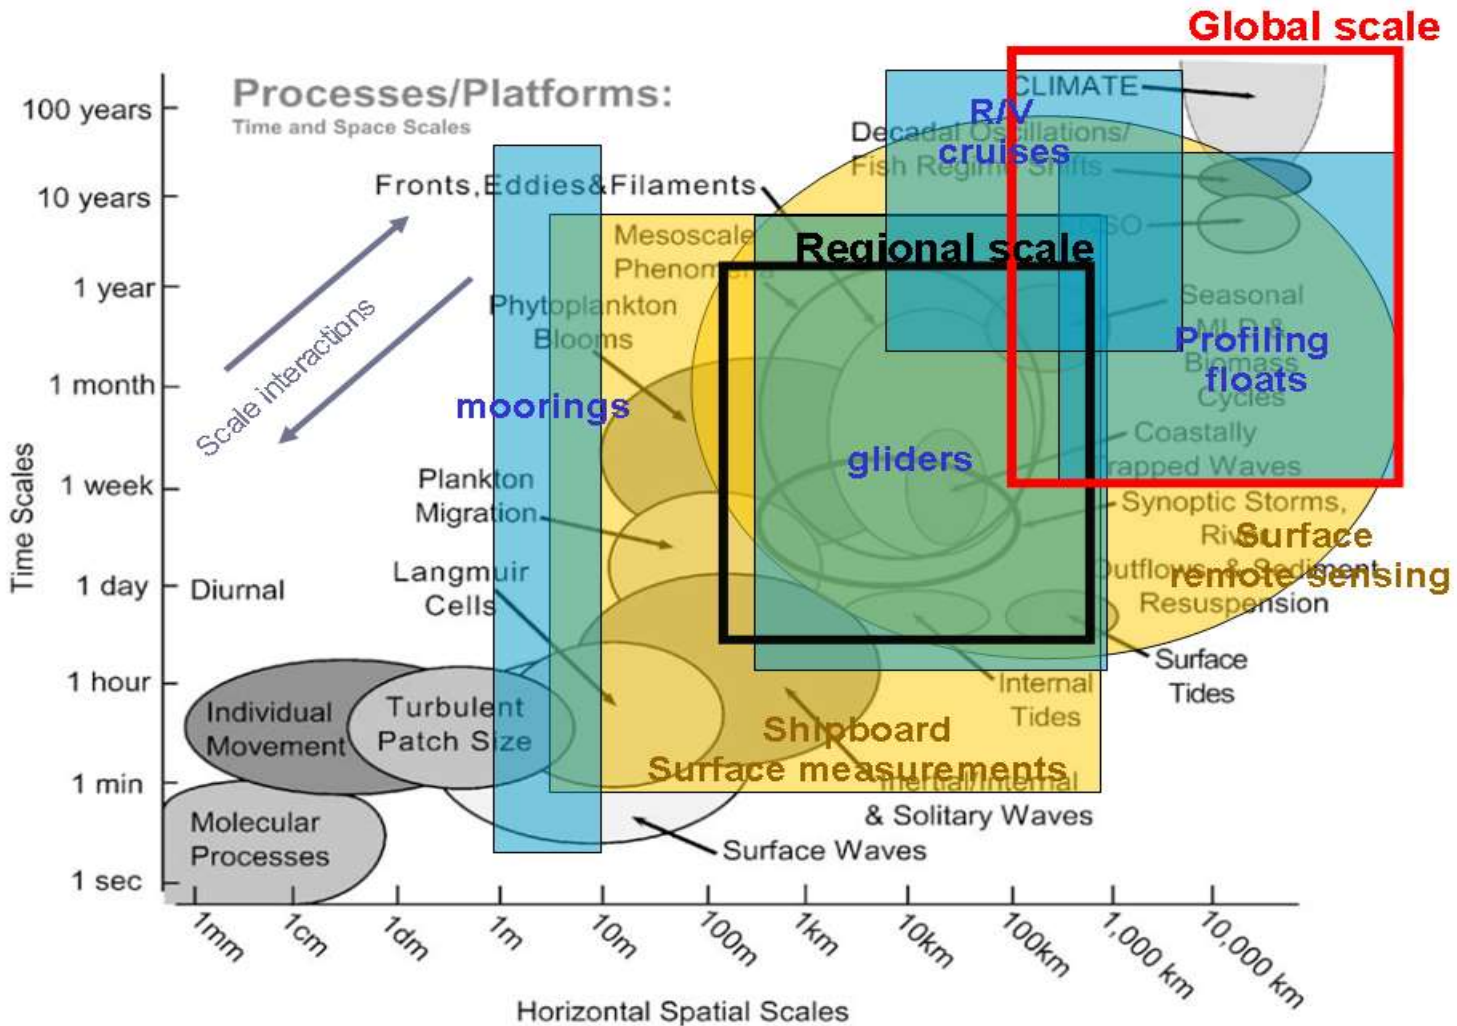 Global scale
Processes/Platforms:
Time and Space Scales
100 years
10 years
1 year
1 month
1 week
1 day
1 hour
1 min
1 sec
Time Scales
CLIMATE
R/V
cruises
Decadal Oscillations/
Fish Regime Shifts
Fronts,Eddies&Filaments
Mesoscale
Phenomena
Regional scale
Phytoplankton
Blooms
Scale interactions
moorings
Seasonal
MLD &
Biomass
Cycles
Profiling
floats
gliders
Coastally
Trapped Waves
Plankton
Migration
Synoptic Storms,
River
Outflows, & Sediment
Resuspension
Surface
remote sensing
Langmuir
Cells
Diurnal
Surface
Tides
Internal
Tides
Individual
Movement
Turbulent
Patch Size
Shipboard
Surface measurements
Inertial/Internal
& Solitary Waves
Molecular
Processes
Surface Waves
1mm
1cm
1dm
1m
10m
100m
1km
10km
100km
1,000 km
10,000 km
Horizontal Spatial Scales